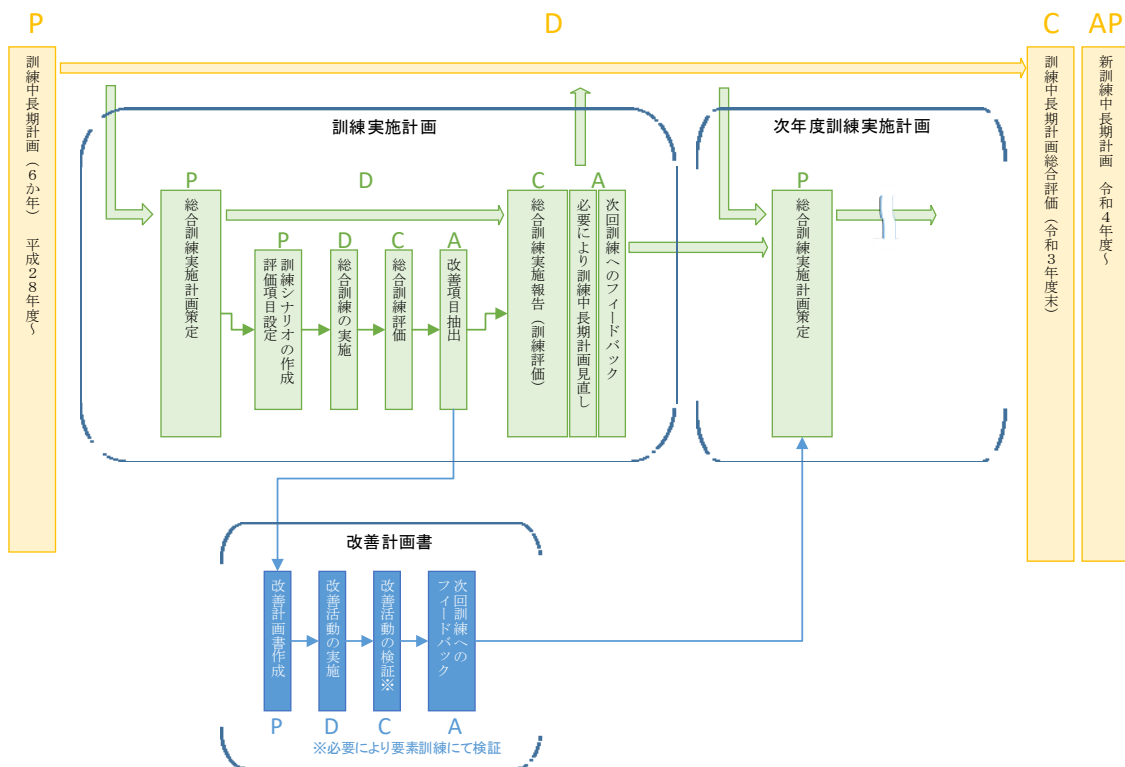 P
D
C
AP
訓練中長期計画(6か年) 平成28年度~
訓練実施計画
P
D
C
A
総合訓練実施計画策定
P
D
C
A
訓練シナリオの作成
評価項目設定
総合訓練の実施
総合訓練評価
改善項目抽出
総合訓練実施報告(訓練評価)
必要により訓練中長期計画見直し
次回訓練へのフィードバック
次年度訓練実施計画
P
総合訓練実施計画策定
訓練中長期計画総合評価(令和3年度末)
新訓練中長期計画 令和4年度~
改善計画書
改善計画書作成
改善活動の実施
改善活動の検証※
次回訓練への
フィードバック
P
D
C
A
※必要により要素訓練にて検証